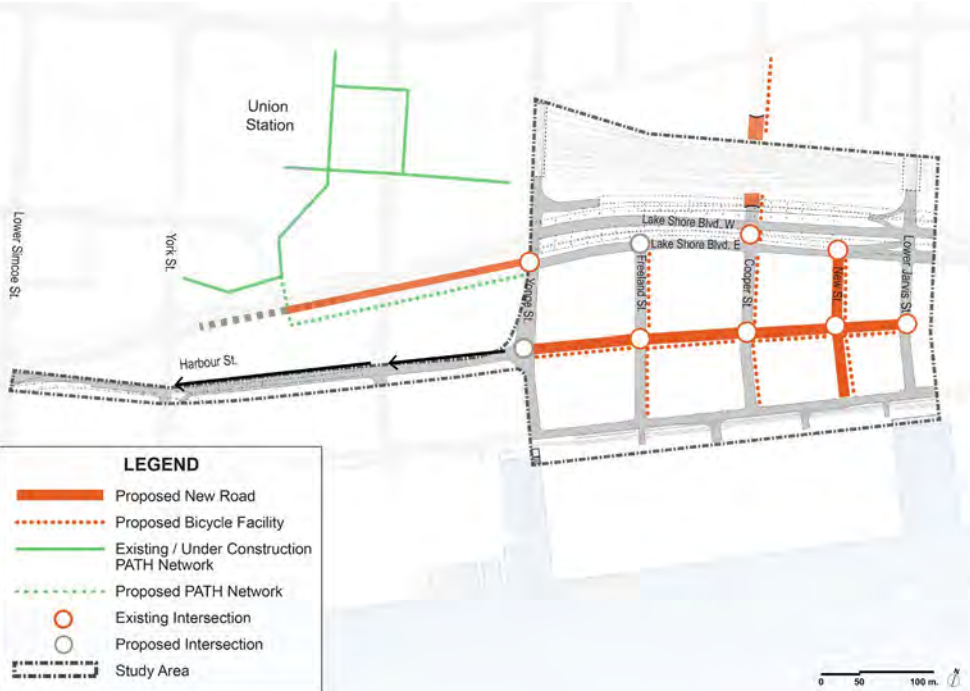 Union
Station
Lower Simcoe St.
York St.
Harbour St.
Yonge St.
Lake Shore Blvd. W
Lake Shore Blvd. E
Freeland St.
Cooper St.
New St.
Lower Jarvis St.
LEGEND
Proposed New Road
Proposed Bicycle Facility
Existing / Under Construction
PATH Network
Proposed PATH Network
Existing Intersection
Proposed Intersection
Study Area
0 50 100 m.
N